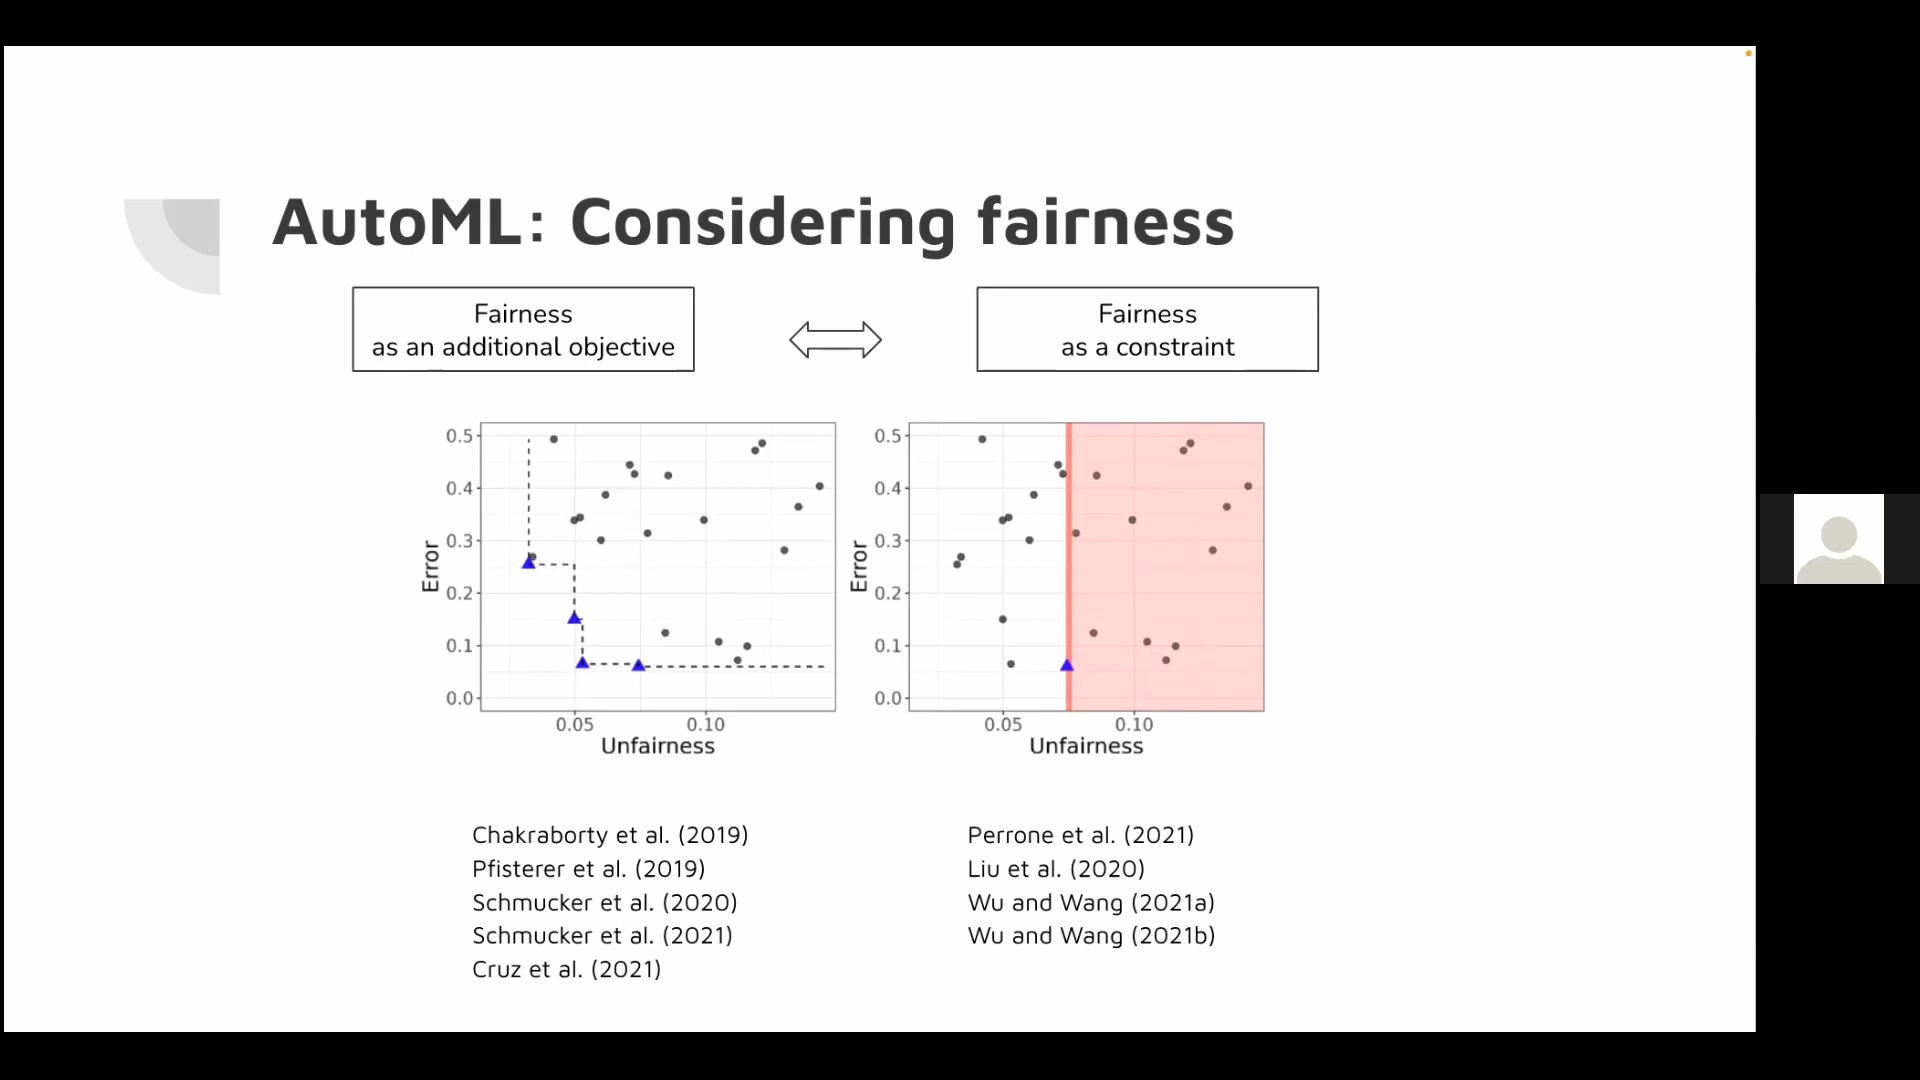 AutoML: Considering fairness
Fairness
as an additional objective
Fairness
as a constraint
0.5
0.4
0.3
0.2
0.1
0.0
Error
0.05
0.10
Unfairness
0.5
0.4
0.3
0.2
0.1
0.0
Error
0.05
0.10
Unfairness
Chakraborty et al. (2019)
Pfisterer et al. (2019)
Schmucker et al. (2020)
Schmucker et al. (2021)
Cruz et al. (2021)
Perrone et al. (2021)
Liu et al. (2020)
Wu and Wang (2021a)
Wu and Wang (2021b)